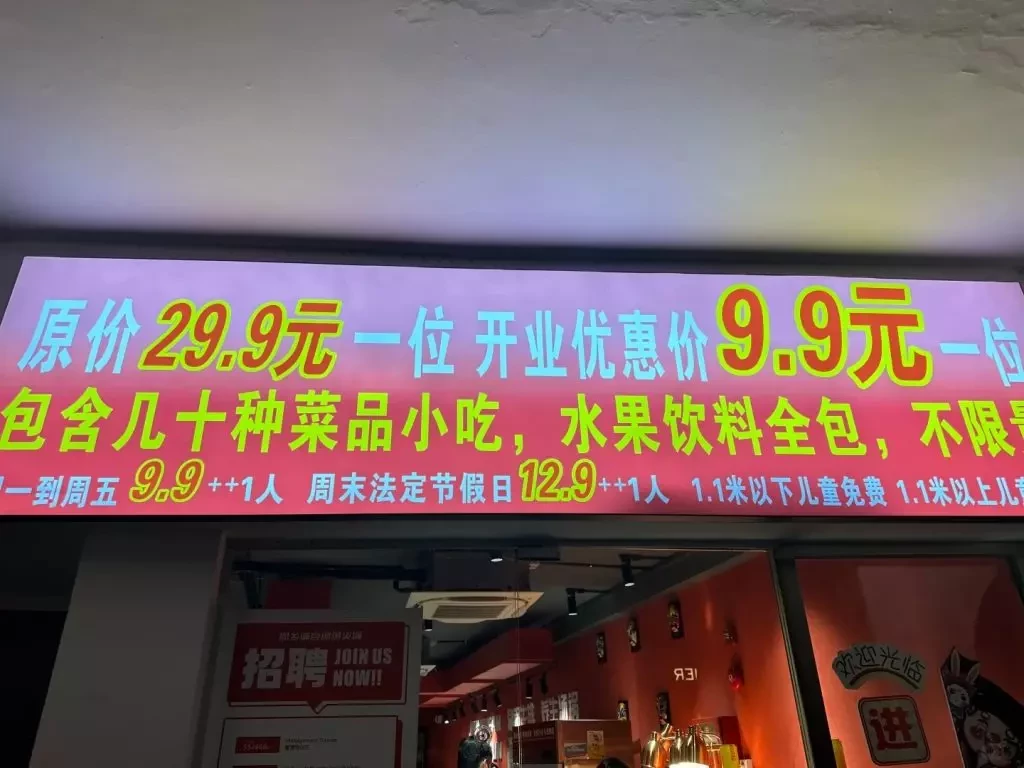 原价29.9元一位 开业优惠价9.9元一位
包含几十种菜品小吃，水果饮料全包，不限
一到周五9.9++1人 周末法定节假日12.9++1人 1.1米以下儿童免费 1.1米以上儿
招聘 JOIN US NOW!!
欢迎光临
进